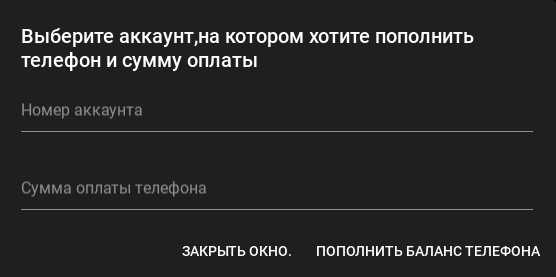 Выберите аккаунт,на котором хотите пополнить
телефон и сумму оплаты
Номер аккаунта
Сумма оплаты телефона
ЗАКРЫТЬ ОКНО. ПОПОЛНИТЬ БАЛАНС ТЕЛЕФОНА